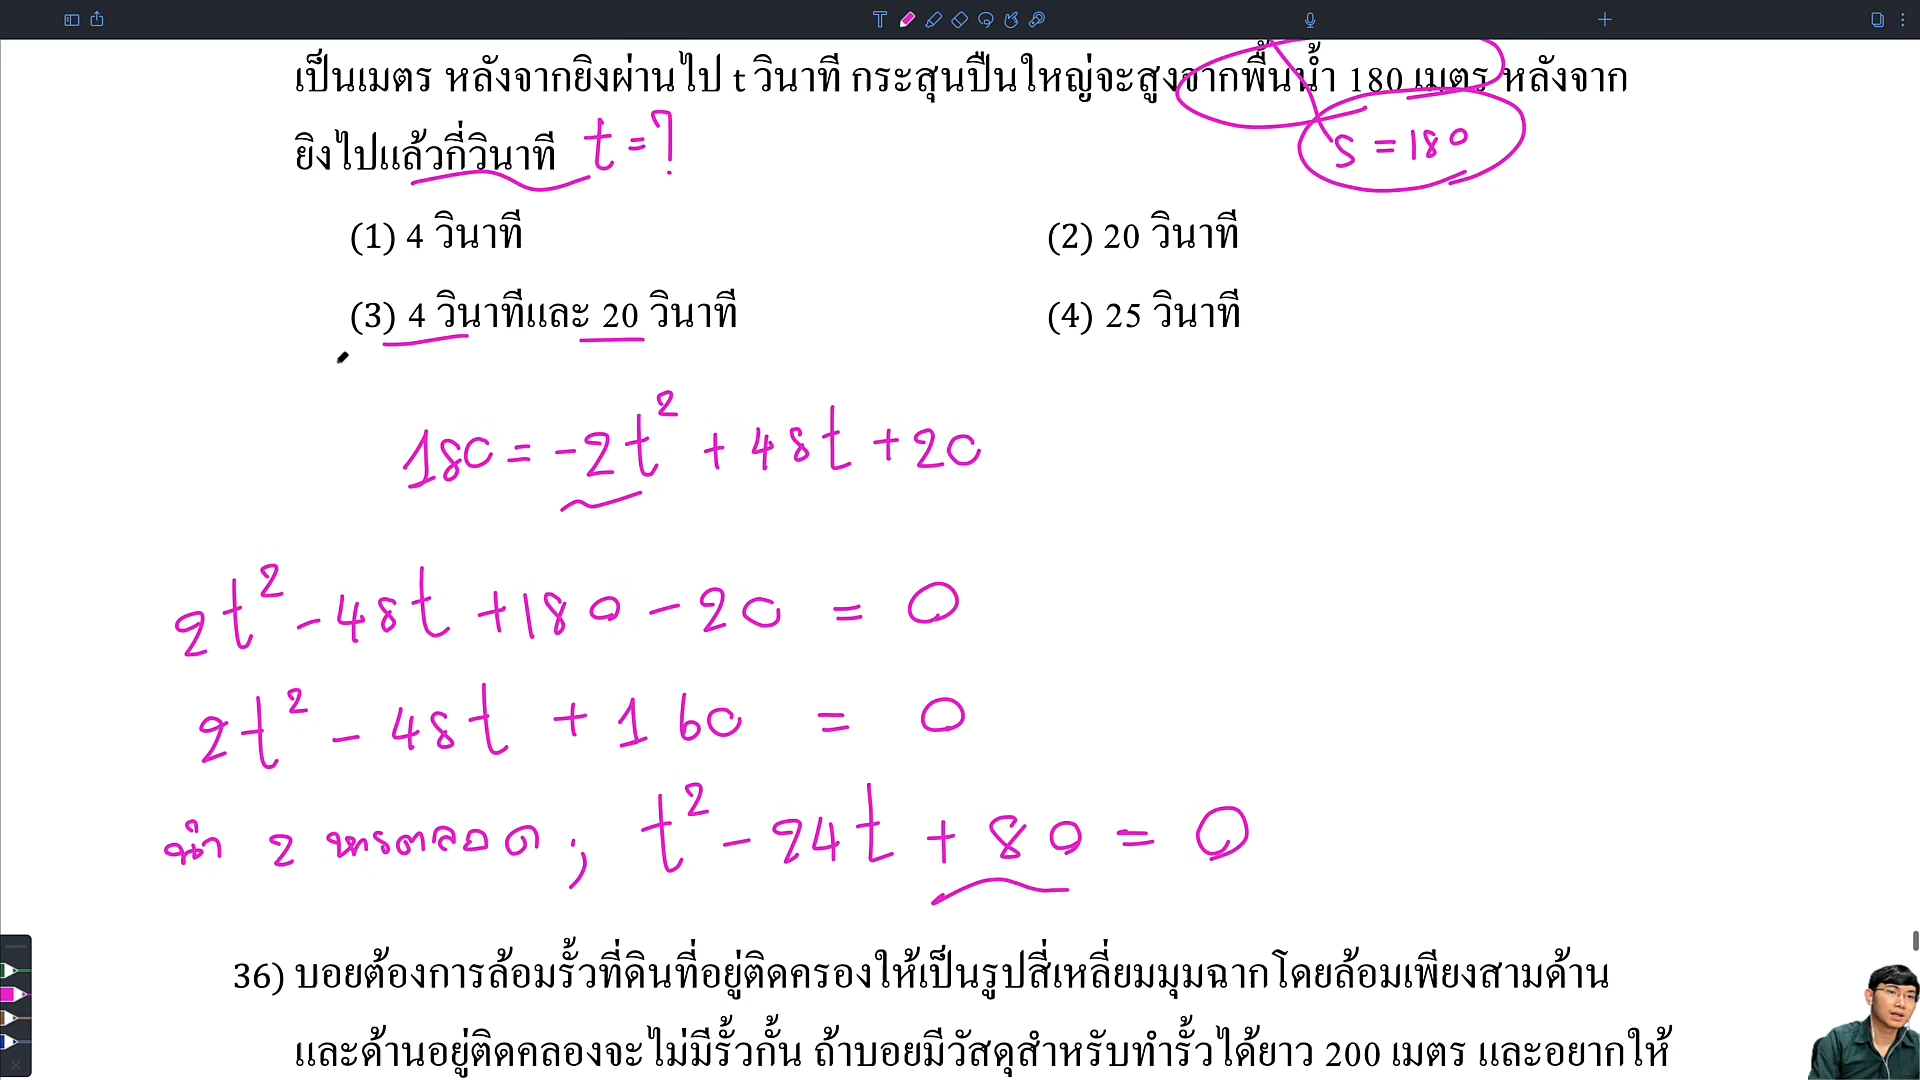 เป็นเมตร หลังจากยิงผ่านไป t วินาที กระสุนปืนใหญ่จะสูงจากพื้นน้ำ 180 เมตร หลังจาก
ยิงไปแล้วกี่วินาที t = ?
S = 180
(1) 4 วินาที (2) 20 วินาที
(3) 4 วินาทีและ 20 วินาที (4) 25 วินาที
180 = -2t² + 48t + 20
2t² - 48t + 180 - 20 = 0
2t² - 48t + 160 = 0
นำ 2 หารตลอด ; t² - 24t + 80 = 0
36) บอยต้องการล้อมรั้วที่ดินที่อยู่ติดครองให้เป็นรูปสี่เหลี่ยมมุมฉากโดยล้อมเพียงสามด้าน
และด้านอยู่ติดคลองจะไม่มีรั้วกั้น ถ้าบอยมีวัสดุสำหรับทำรั้วได้ยาว 200 เมตร และอยากให้